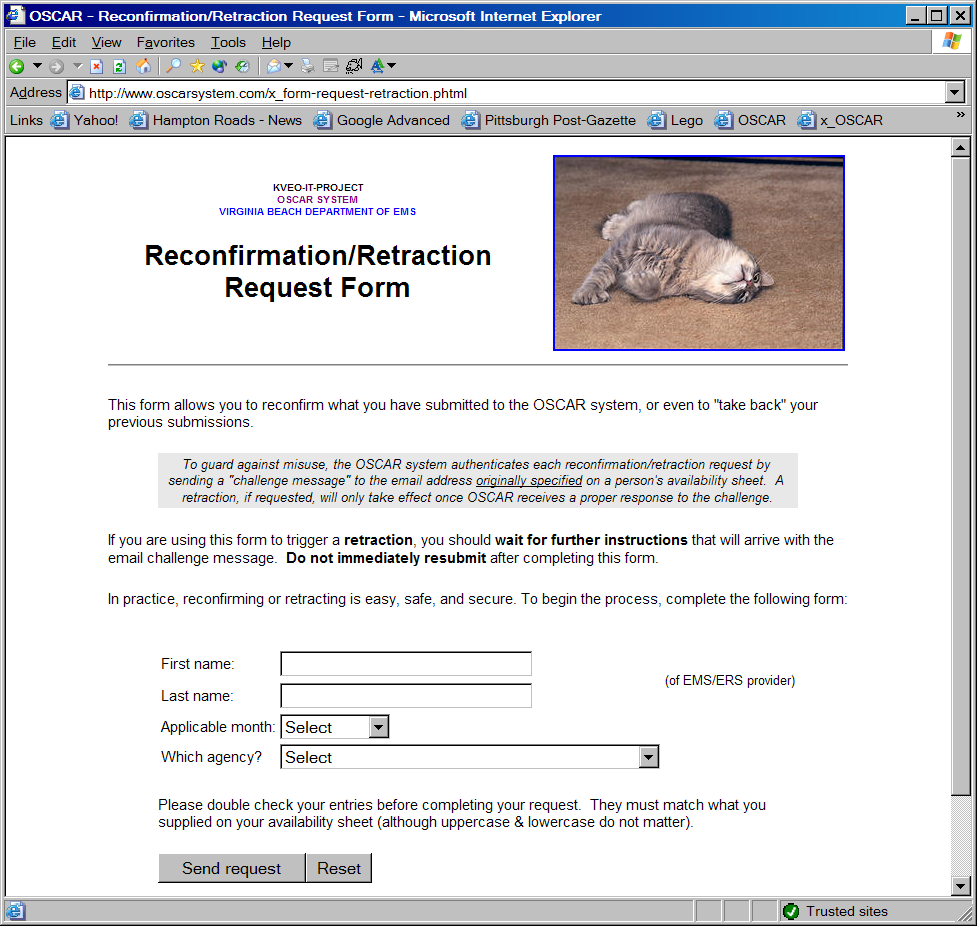 OSCAR - Reconfirmation/Retraction Request Form - Microsoft Internet Explorer
File Edit View Favorites Tools Help
Address http://www.oscarsystem.com/x_form-request-retraction.phtml
Links Yahoo! Hampton Roads - News Google Advanced Pittsburgh Post-Gazette Lego OSCAR x_OSCAR »
KVEO-IT-PROJECT
OSCAR SYSTEM
VIRGINIA BEACH DEPARTMENT OF EMS
Reconfirmation/Retraction
Request Form
This form allows you to reconfirm what you have submitted to the OSCAR system, or even to "take back" your
previous submissions.
To guard against misuse, the OSCAR system authenticates each reconfirmation/retraction request by
sending a "challenge message" to the email address originally specified on a person's availability sheet. A
retraction, if requested, will only take effect once OSCAR receives a proper response to the challenge.
If you are using this form to trigger a retraction, you should wait for further instructions that will arrive with the
email challenge message. Do not immediately resubmit after completing this form.
In practice, reconfirming or retracting is easy, safe, and secure. To begin the process, complete the following form:
First name:
(of EMS/ERS provider)
Last name:
Applicable month: Select
Which agency? Select
Please double check your entries before completing your request. They must match what you
supplied on your availability sheet (although uppercase & lowercase do not matter).
Send request Reset
Trusted sites